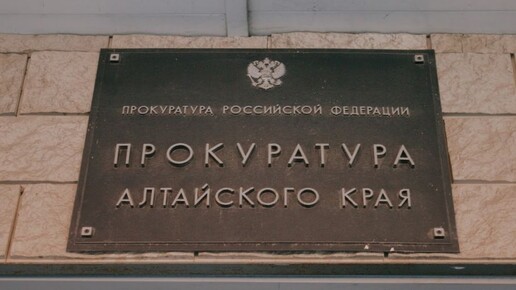 ПРОКУРАТУРА РОССИЙСКОЙ ФЕДЕРАЦИИ
ПРОКУРАТУРА
АЛТАЙСКОГО КРАЯ